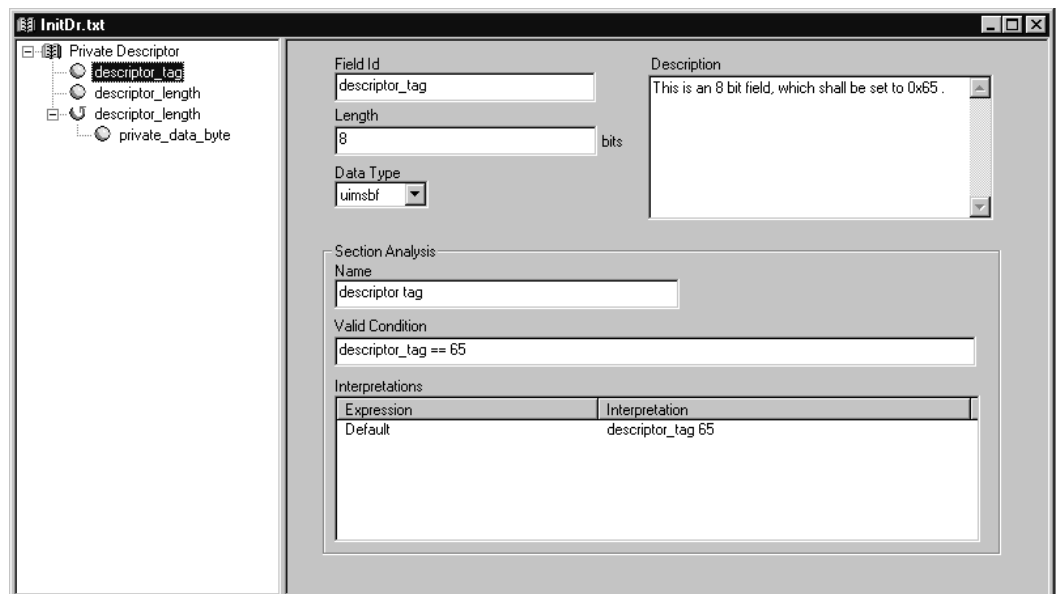 InitDr.txt
Private Descriptor
descriptor_tag
descriptor_length
descriptor_length
private_data_byte
Field Id
descriptor_tag
Length
8 bits
Data Type
uimsbf
Description
This is an 8 bit field, which shall be set to 0x65 .
Section Analysis
Name
descriptor tag
Valid Condition
descriptor_tag == 65
Interpretations
Expression Interpretation
Default descriptor_tag 65